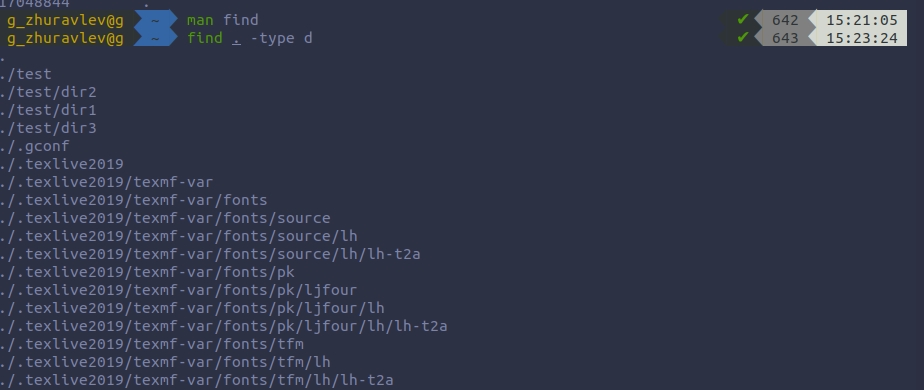 17048844
g_zhuravlev@g ~ man find ✔ 642 15:21:05
g_zhuravlev@g ~ find . -type d ✔ 643 15:23:24
.
./test
./test/dir2
./test/dir1
./test/dir3
./.gconf
./.texlive2019
./.texlive2019/texmf-var
./.texlive2019/texmf-var/fonts
./.texlive2019/texmf-var/fonts/source
./.texlive2019/texmf-var/fonts/source/lh
./.texlive2019/texmf-var/fonts/source/lh/lh-t2a
./.texlive2019/texmf-var/fonts/pk
./.texlive2019/texmf-var/fonts/pk/ljfour
./.texlive2019/texmf-var/fonts/pk/ljfour/lh
./.texlive2019/texmf-var/fonts/pk/ljfour/lh/lh-t2a
./.texlive2019/texmf-var/fonts/tfm
./.texlive2019/texmf-var/fonts/tfm/lh
./.texlive2019/texmf-var/fonts/tfm/lh/lh-t2a